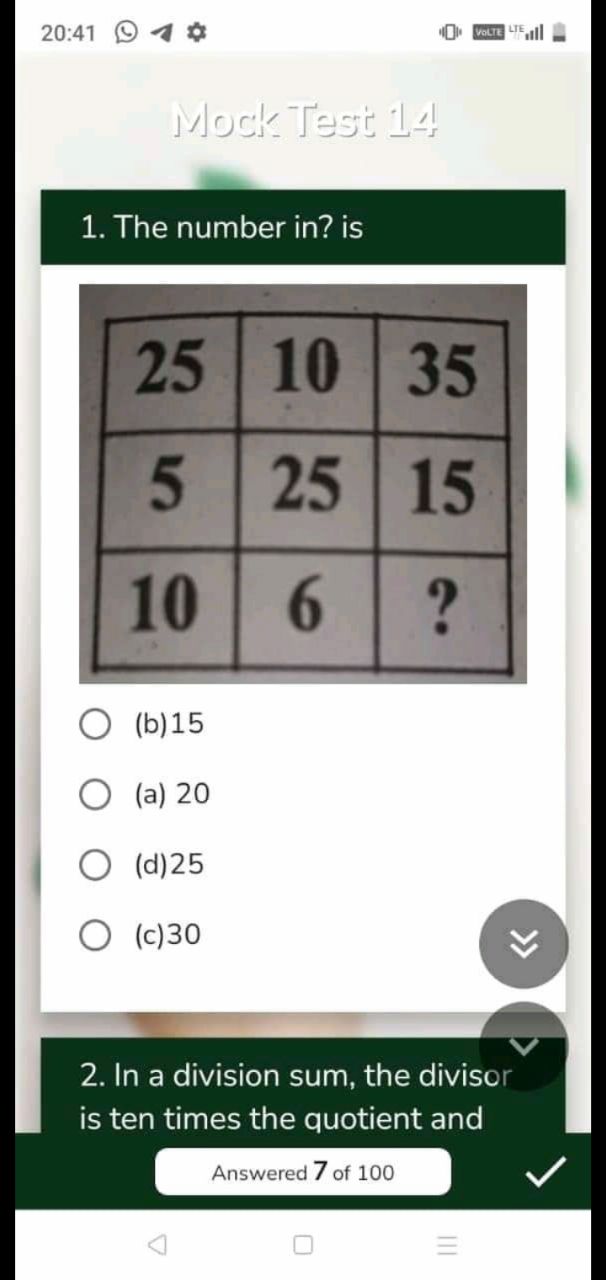 20:41
VoLTE LTE
Mock Test 14
1. The number in? is
25 10 35
5 25 15
10 6 ?
(b)15
(a) 20
(d)25
(c)30
2. In a division sum, the divisor
is ten times the quotient and
Answered 7 of 100